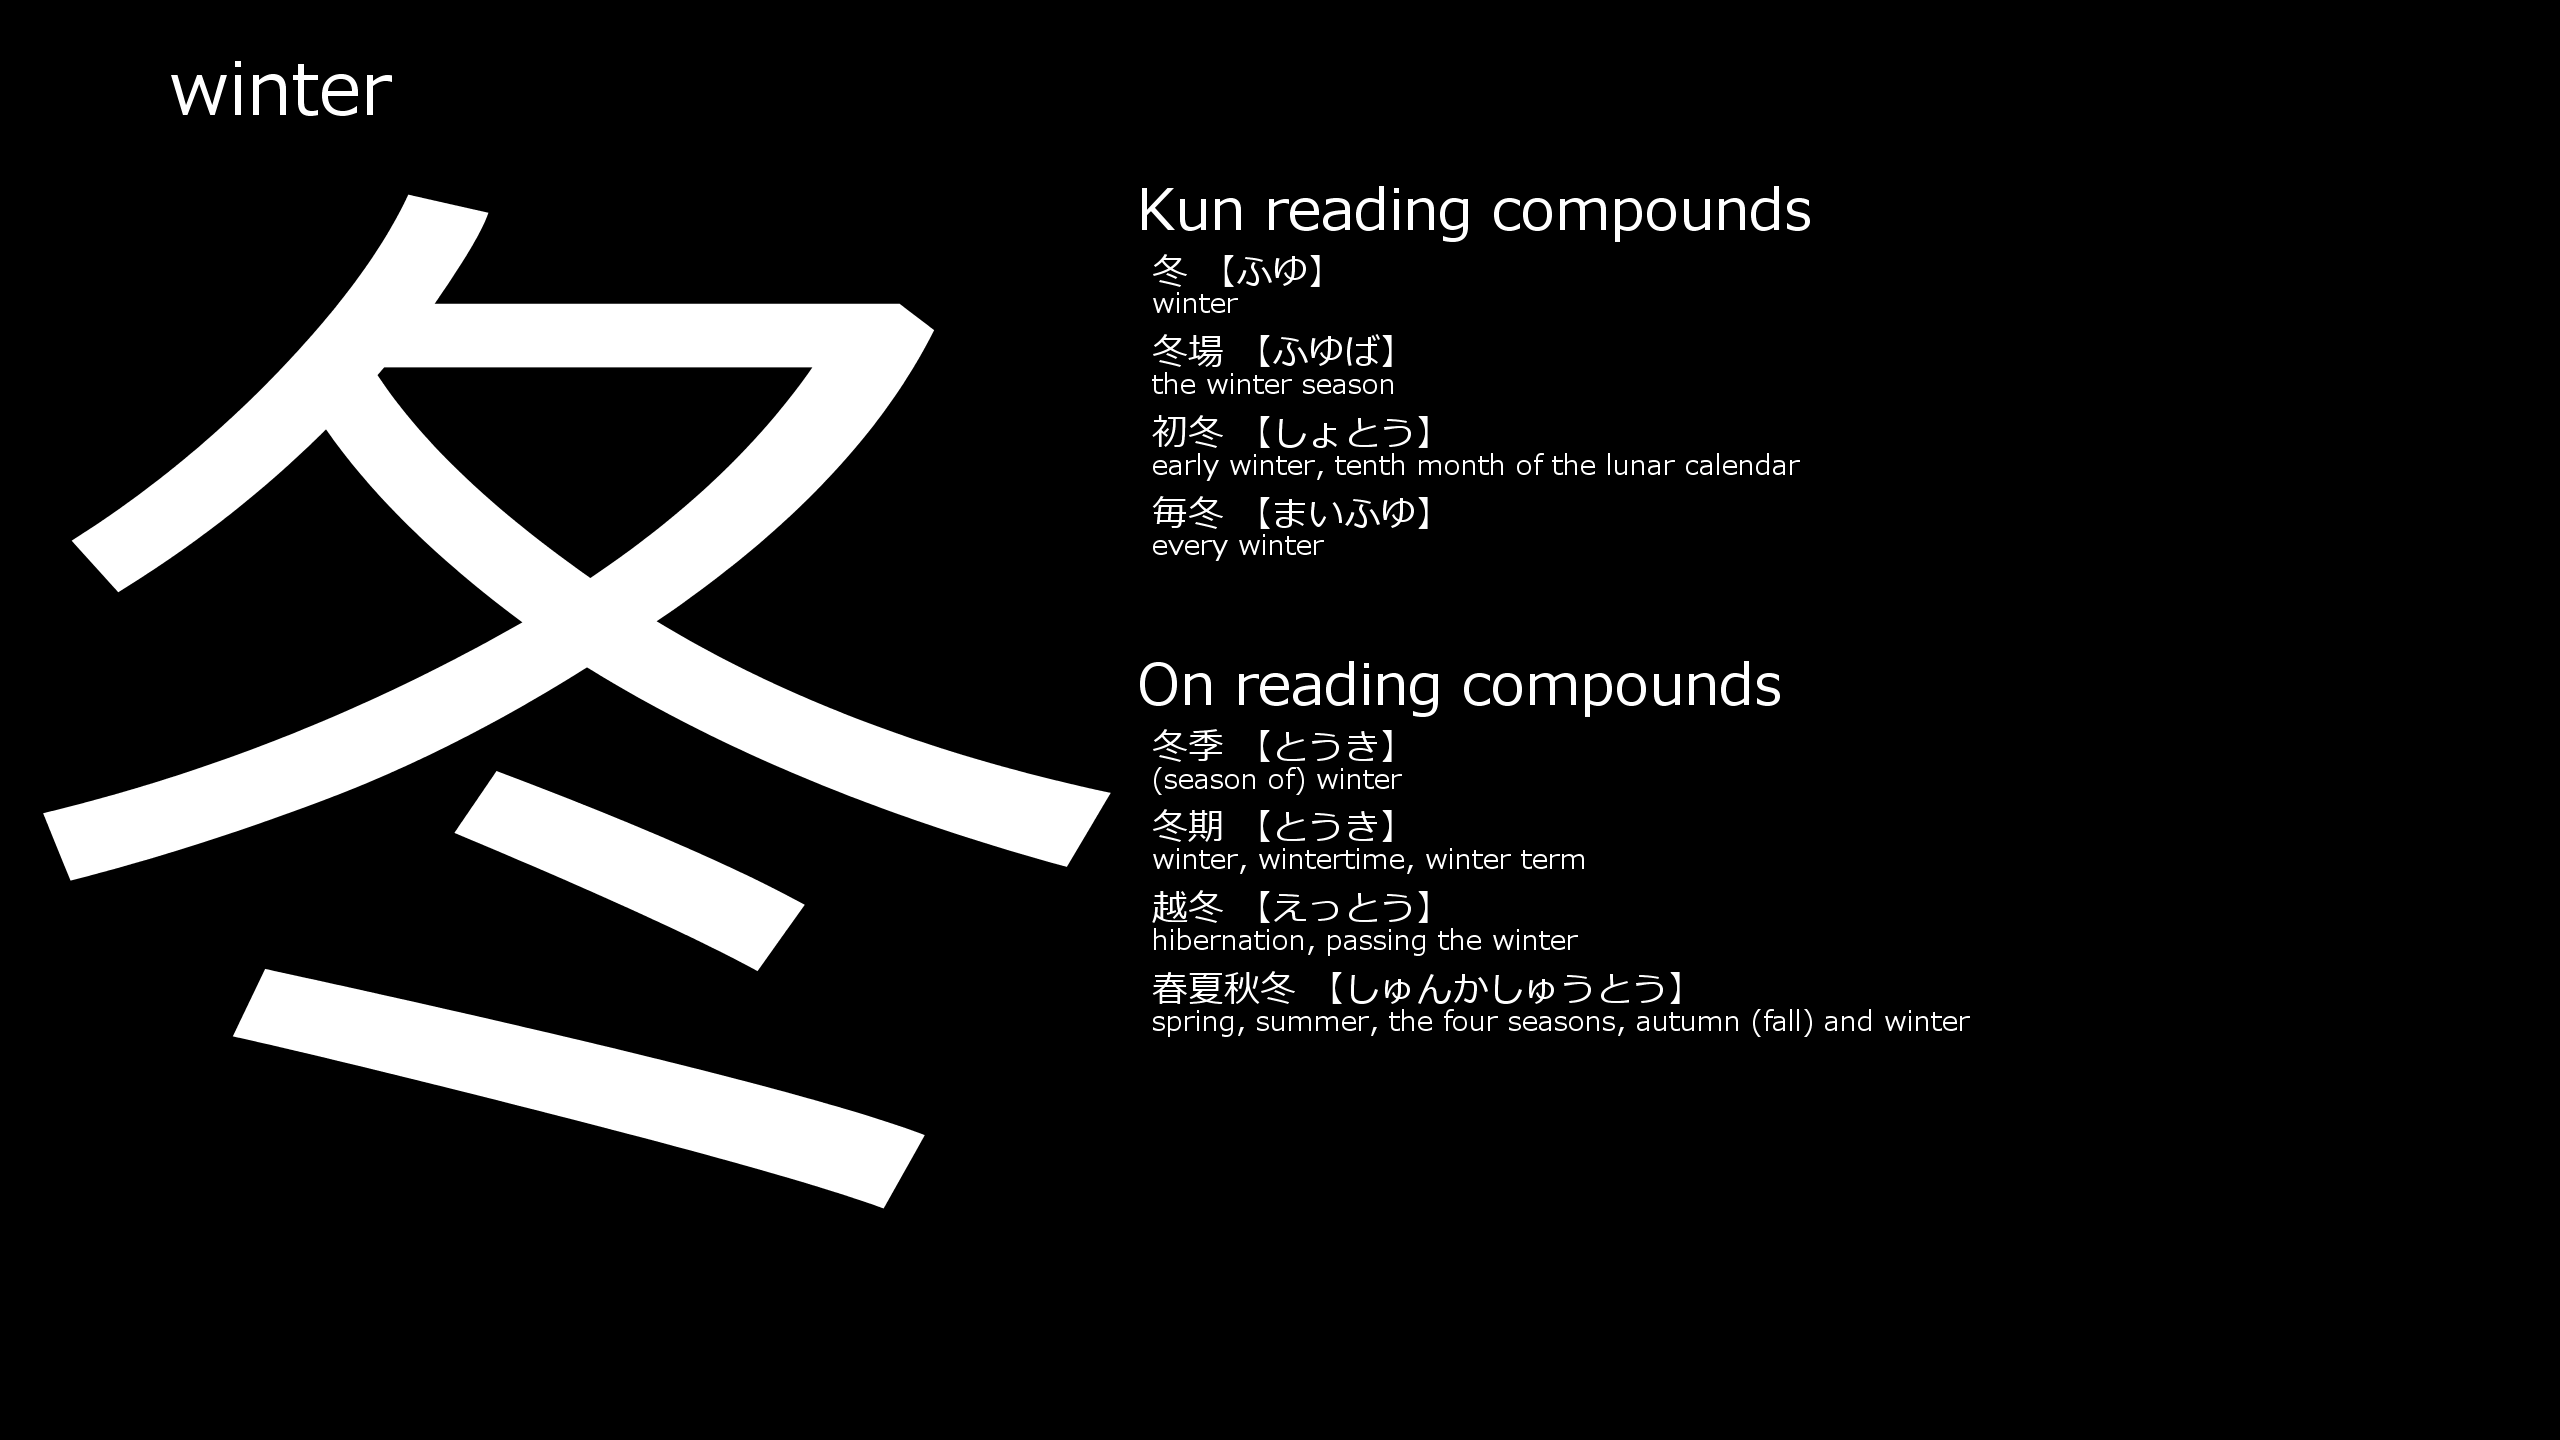 winter
冬
Kun reading compounds
冬 【ふゆ】
winter
冬場 【ふゆば】
the winter season
初冬 【しょとう】
early winter, tenth month of the lunar calendar
毎冬 【まいふゆ】
every winter
On reading compounds
冬季 【とうき】
(season of) winter
冬期 【とうき】
winter, wintertime, winter term
越冬 【えっとう】
hibernation, passing the winter
春夏秋冬 【しゅんかしゅうとう】
spring, summer, the four seasons, autumn (fall) and winter